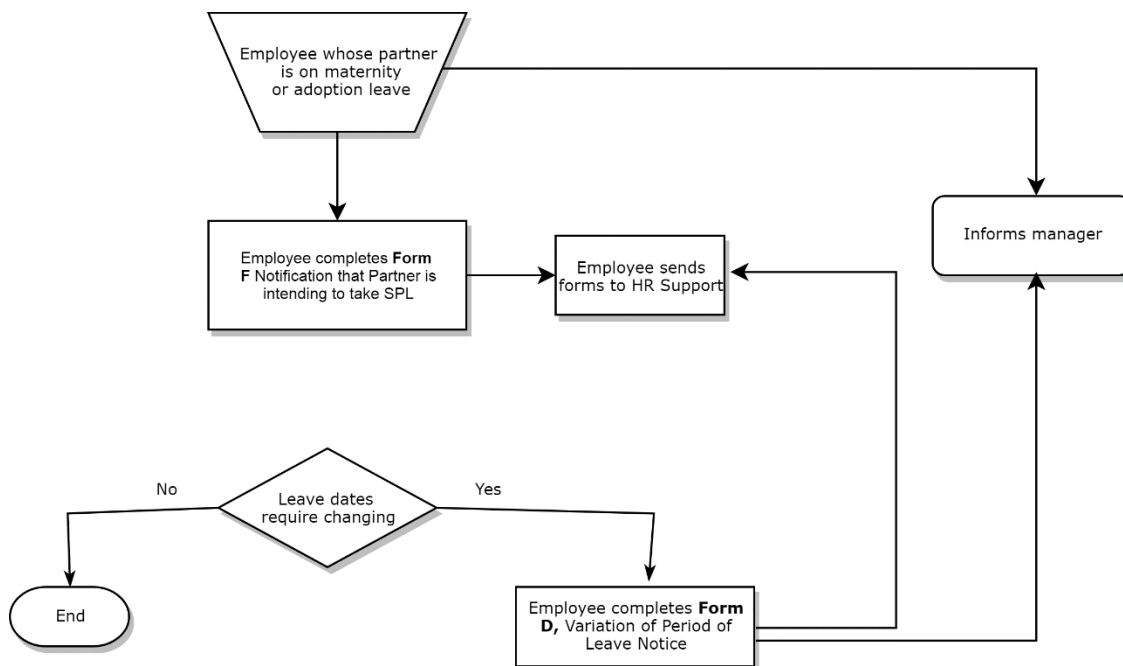 Employee whose partner
is on maternity
or adoption leave
Informs manager
Employee completes Form
F Notification that Partner is
intending to take SPL
Employee sends
forms to HR Support
No
Leave dates
require changing
Yes
End
Employee completes Form
D, Variation of Period of
Leave Notice